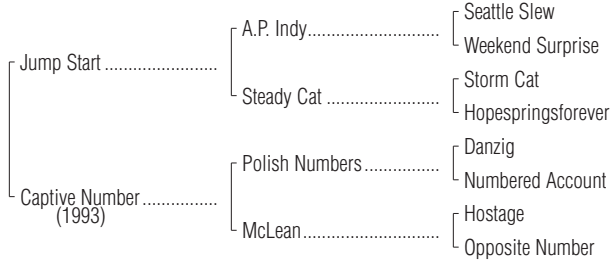 Seattle Slew
A.P. Indy
Weekend Surprise
Jump Start
Storm Cat
Steady Cat
Hopespringsforever
Danzig
Polish Numbers
Numbered Account
Captive Number
(1993)
Hostage
McLean
Opposite Number